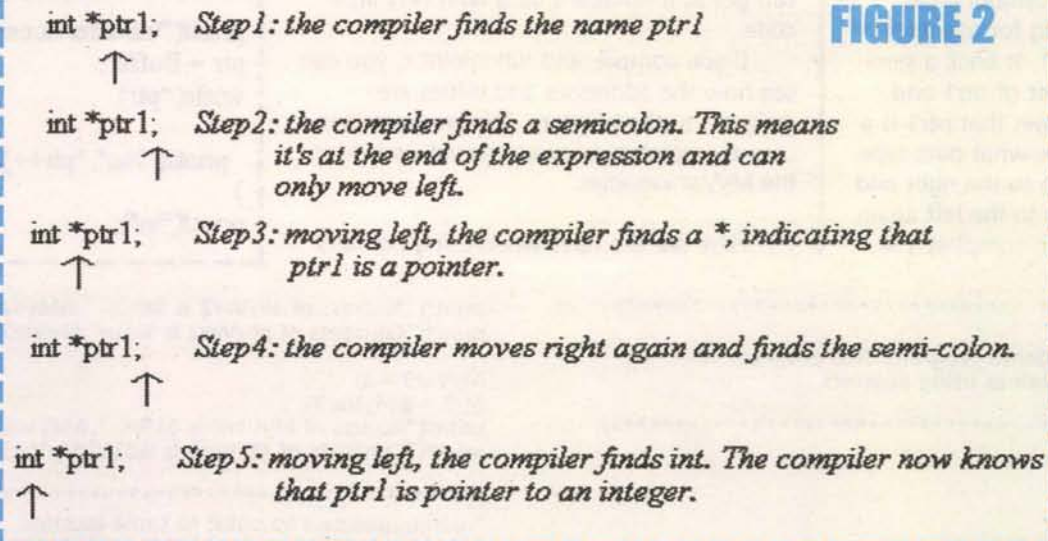 FIGURE 2
int *ptr1; Step1: the compiler finds the name ptr1
↑
int *ptr1; Step2: the compiler finds a semicolon. This means
↑ it's at the end of the expression and can
only move left.
int *ptr1; Step3: moving left, the compiler finds a *. indicating that
↑ ptr1 is a pointer.
int *ptr1; Step4: the compiler moves right again and finds the semi-colon.
↑
int *ptr1; Step5: moving left, the compiler finds int. The compiler now knows
↑ that ptr1 is pointer to an integer.